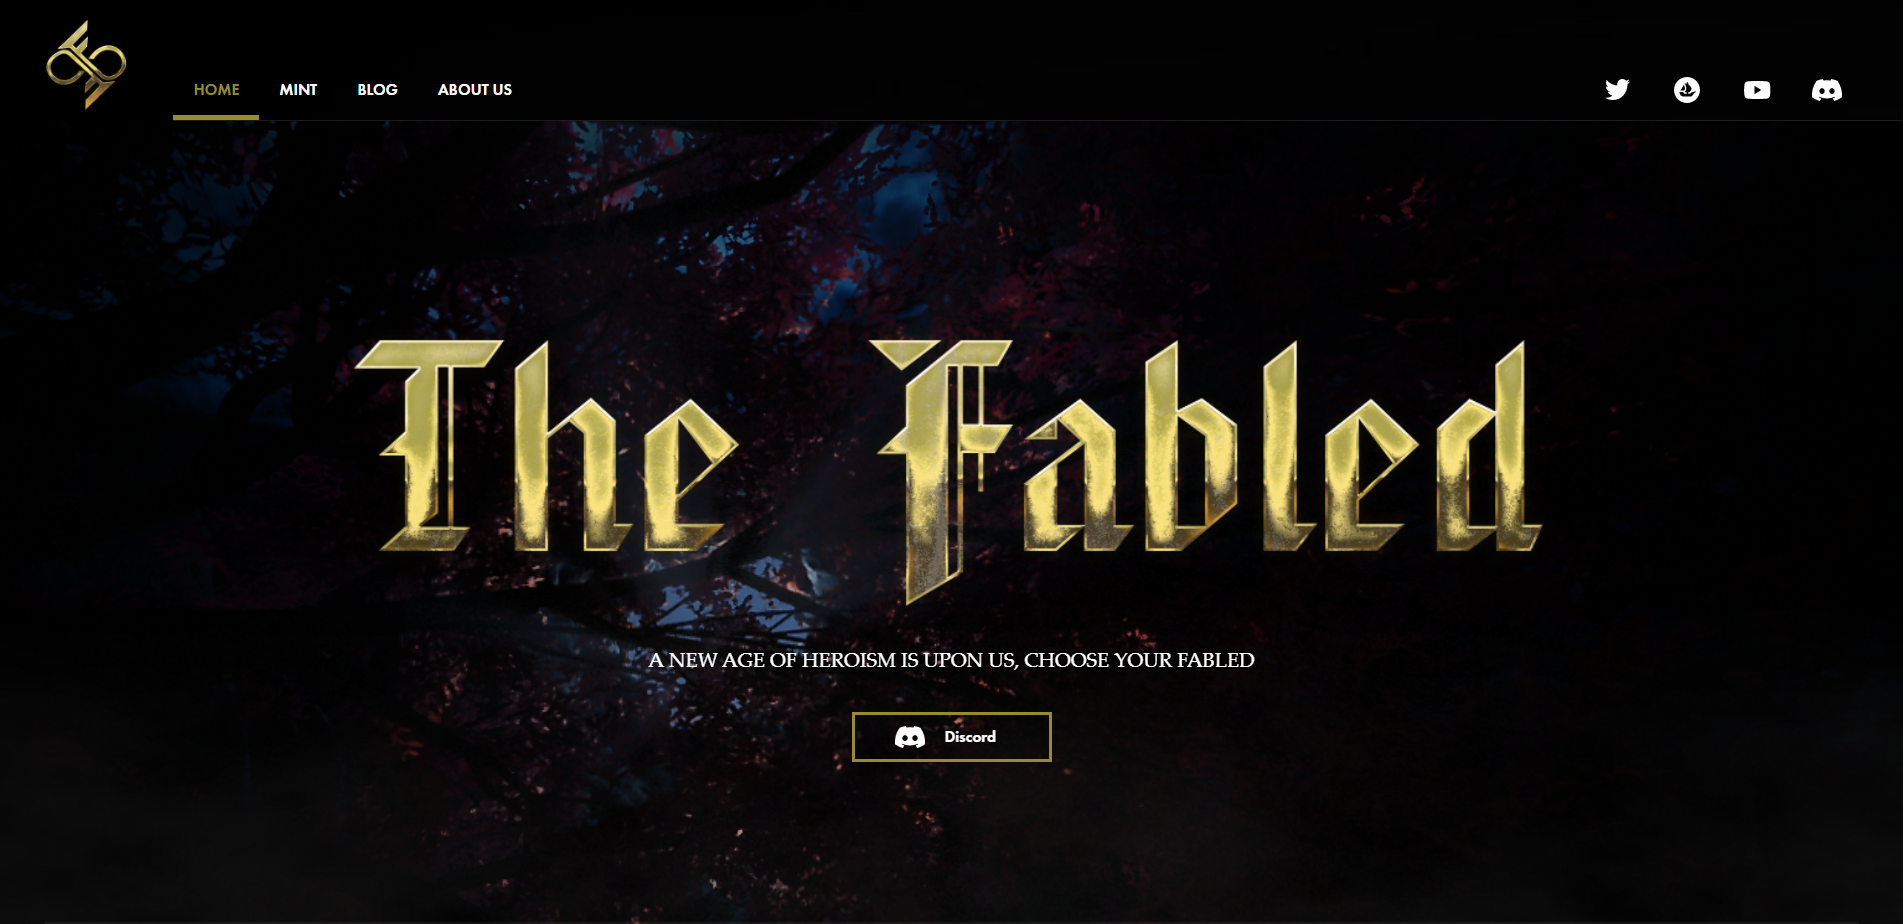 HOME
MINT
BLOG
ABOUT US
The Fabled
A NEW AGE OF HEROISM IS UPON US, CHOOSE YOUR FABLED
Discord